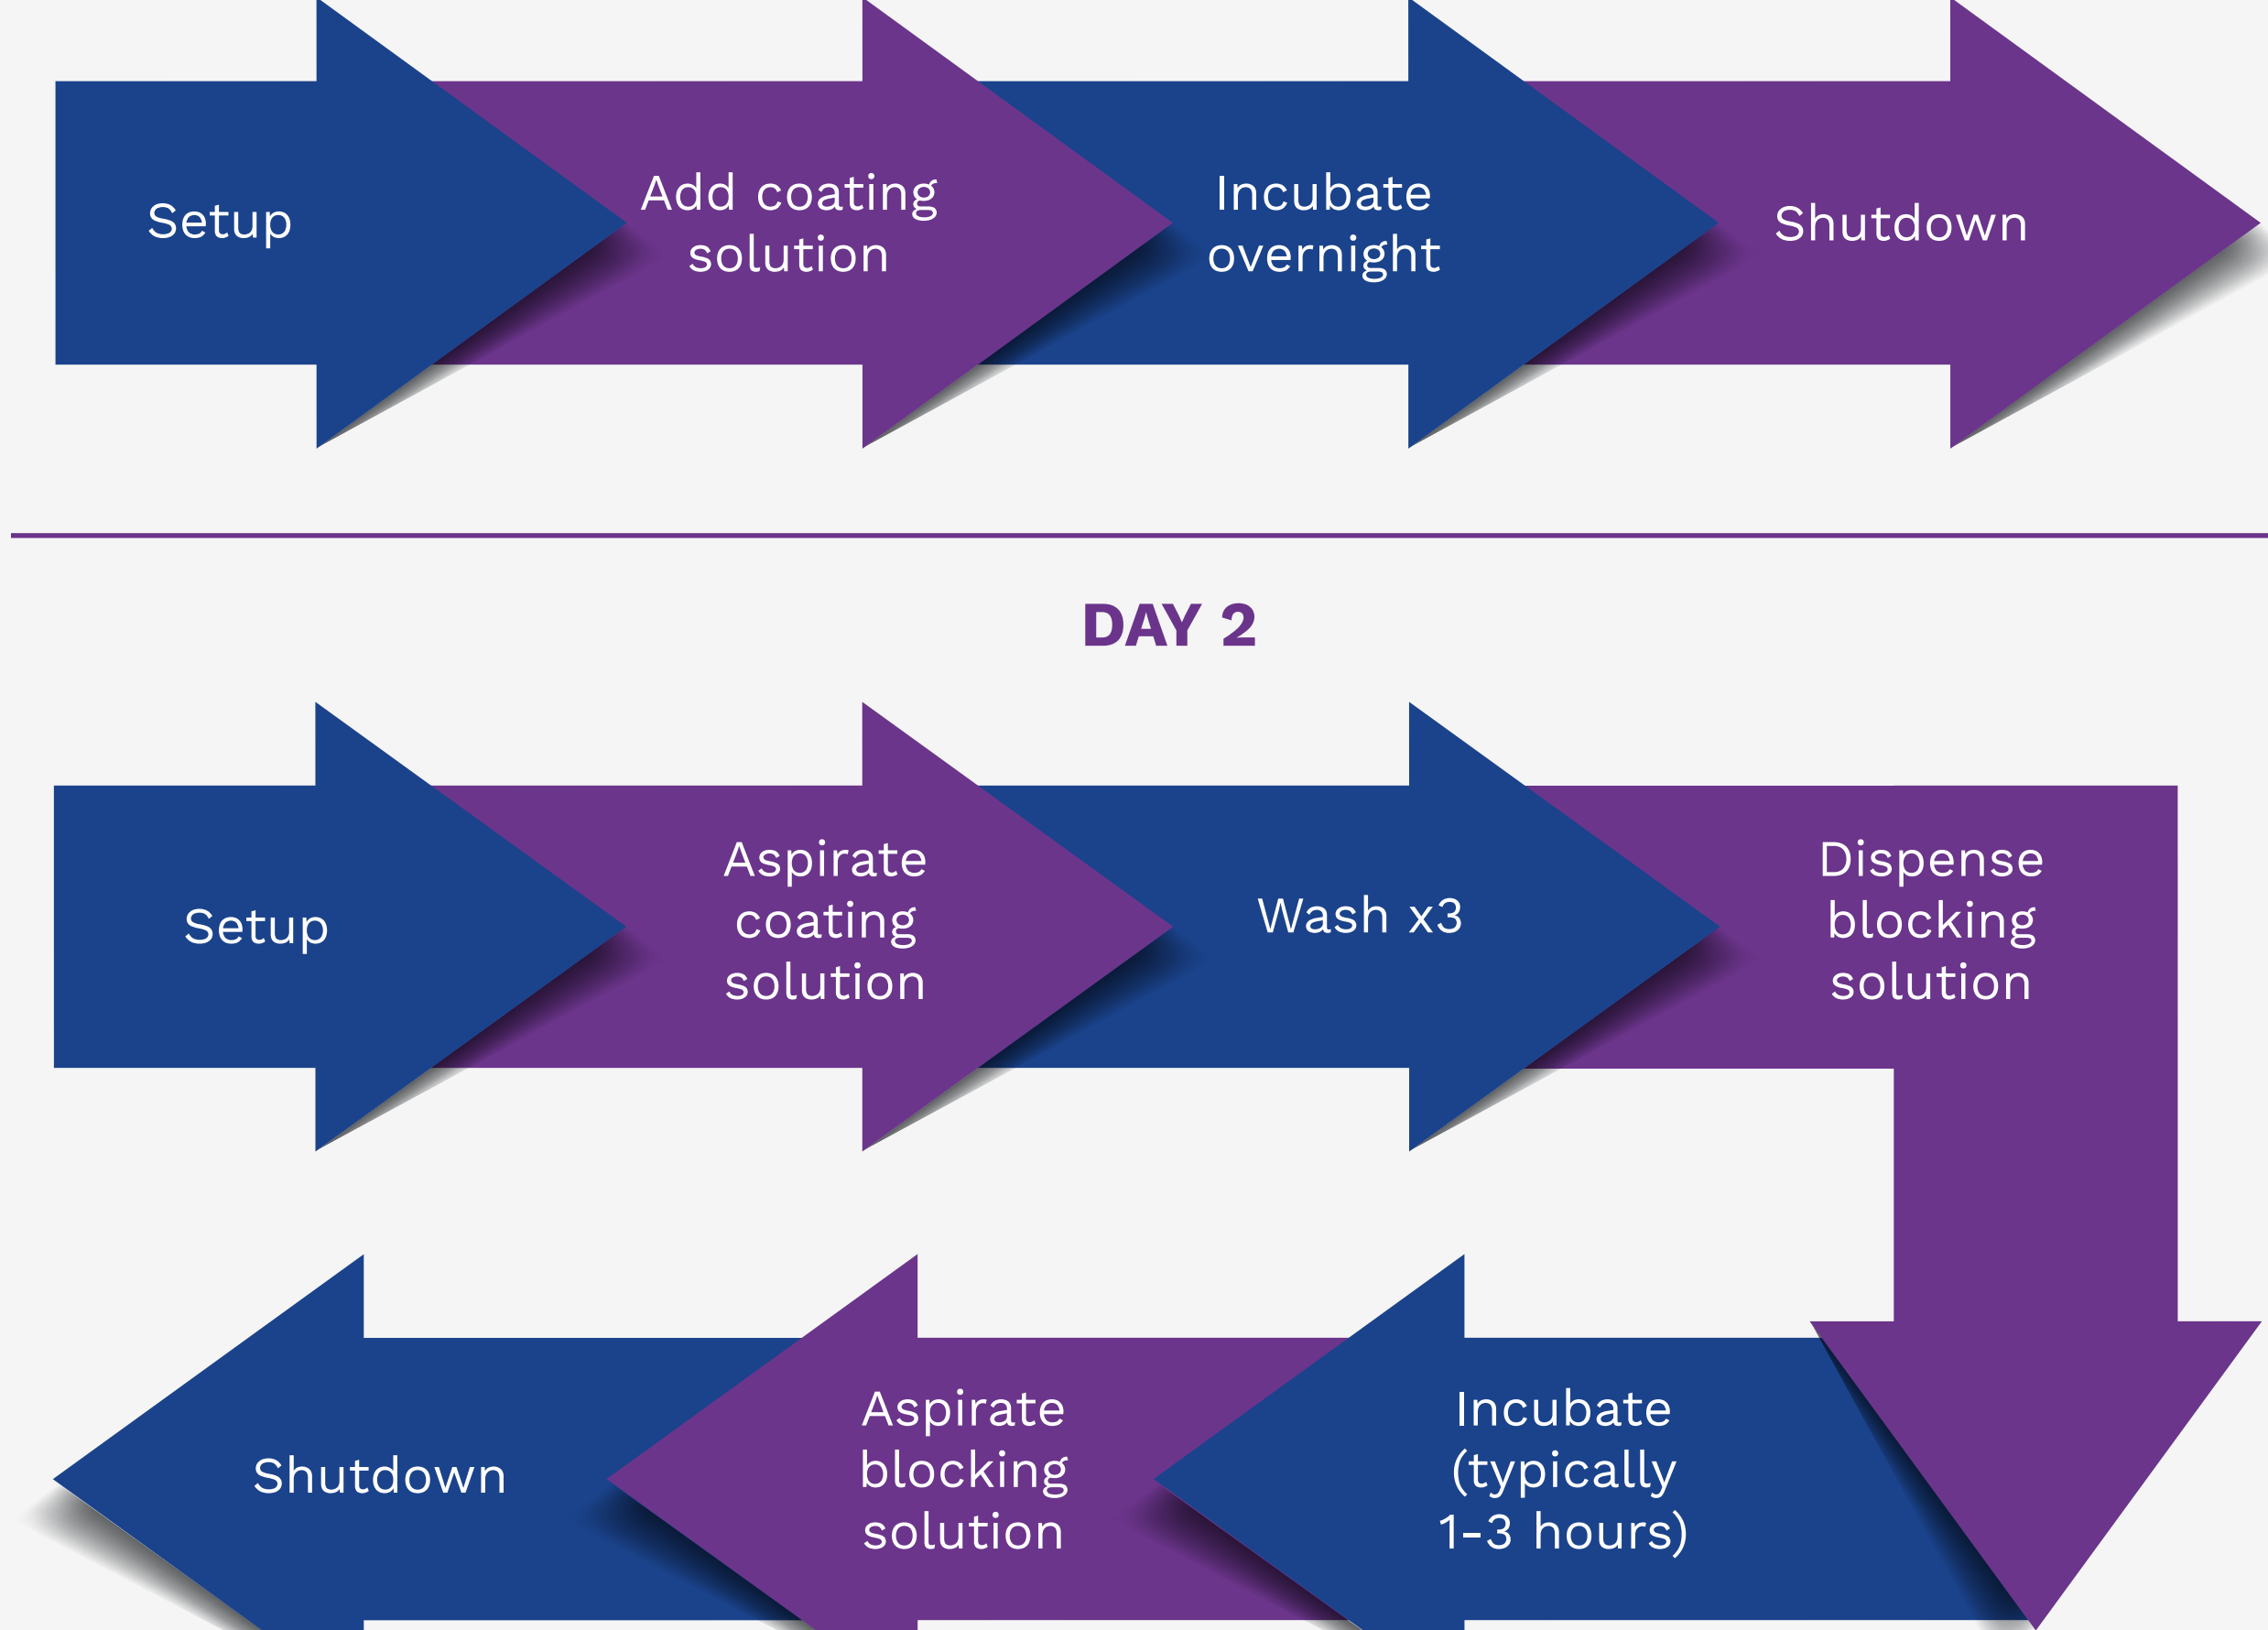 Setup
Add coating
solution
Incubate
overnight
Shutdown
DAY 2
Setup
Aspirate
coating
solution
Wash x3
Dispense
blocking
solution
Incubate
(typically
1-3 hours)
Aspirate
blocking
solution
Shutdown